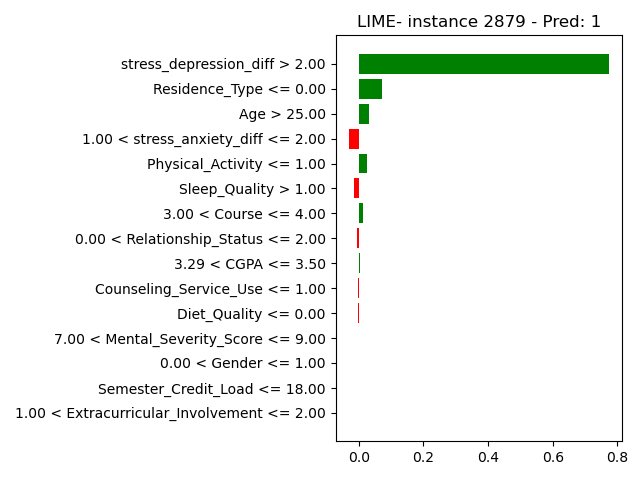 LIME- instance 2879 - Pred: 1
stress_depression_diff > 2.00
Residence_Type <= 0.00
Age > 25.00
1.00 < stress_anxiety_diff <= 2.00
Physical_Activity <= 1.00
Sleep_Quality > 1.00
3.00 < Course <= 4.00
0.00 < Relationship_Status <= 2.00
3.29 < CGPA <= 3.50
Counseling_Service_Use <= 1.00
Diet_Quality <= 0.00
7.00 < Mental_Severity_Score <= 9.00
0.00 < Gender <= 1.00
Semester_Credit_Load <= 18.00
1.00 < Extracurricular_Involvement <= 2.00
0.0 0.2 0.4 0.6 0.8